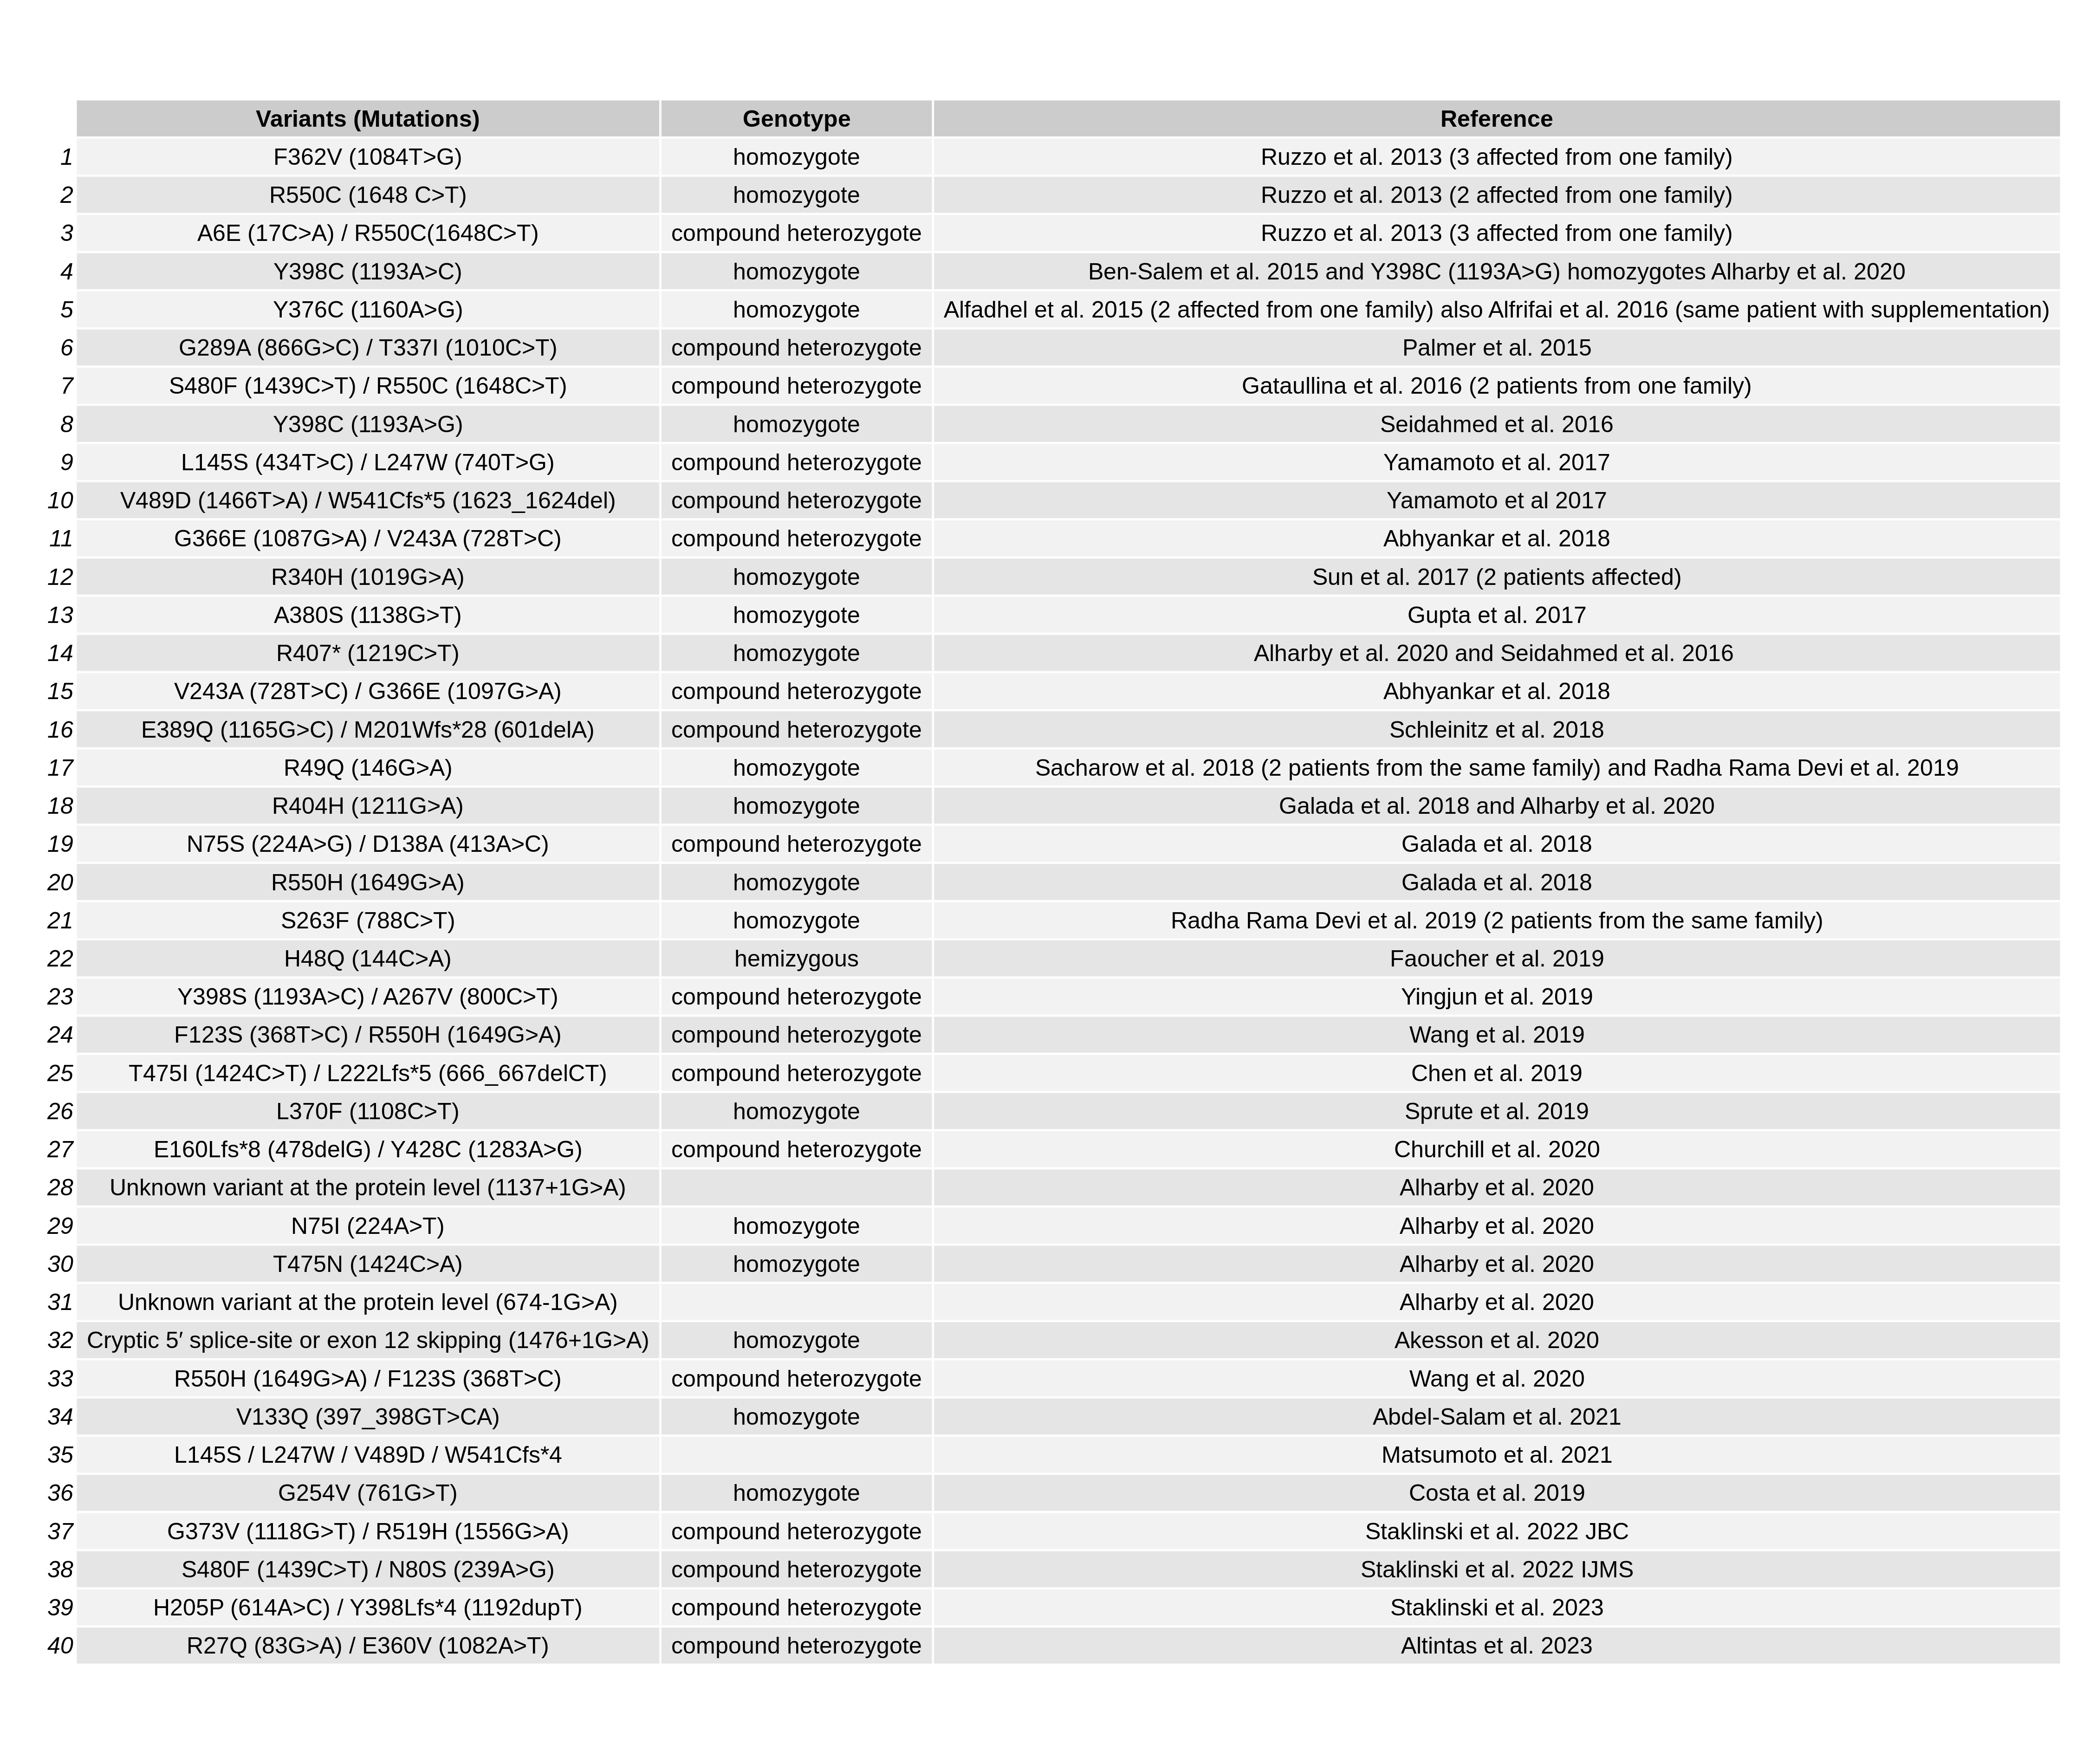 Variants (Mutations) Genotype Reference
1 F362V (1084T>G) homozygote Ruzzo et al. 2013 (3 affected from one family)
2 R550C (1648 C>T) homozygote Ruzzo et al. 2013 (2 affected from one family)
3 A6E (17C>A) / R550C(1648C>T) compound heterozygote Ruzzo et al. 2013 (3 affected from one family)
4 Y398C (1193A>C) homozygote Ben-Salem et al. 2015 and Y398C (1193A>G) homozygotes Alharby et al. 2020
5 Y376C (1160A>G) homozygote Alfadhel et al. 2015 (2 affected from one family) also Alfrifai et al. 2016 (same patient with supplementation)
6 G289A (866G>C) / T337I (1010C>T) compound heterozygote Palmer et al. 2015
7 S480F (1439C>T) / R550C (1648C>T) compound heterozygote Gataullina et al. 2016 (2 patients from one family)
8 Y398C (1193A>G) homozygote Seidahmed et al. 2016
9 L145S (434T>C) / L247W (740T>G) compound heterozygote Yamamoto et al. 2017
10 V489D (1466T>A) / W541Cfs*5 (1623_1624del) compound heterozygote Yamamoto et al 2017
11 G366E (1087G>A) / V243A (728T>C) compound heterozygote Abhyankar et al. 2018
12 R340H (1019G>A) homozygote Sun et al. 2017 (2 patients affected)
13 A380S (1138G>T) homozygote Gupta et al. 2017
14 R407* (1219C>T) homozygote Alharby et al. 2020 and Seidahmed et al. 2016
15 V243A (728T>C) / G366E (1097G>A) compound heterozygote Abhyankar et al. 2018
16 E389Q (1165G>C) / M201Wfs*28 (601delA) compound heterozygote Schleinitz et al. 2018
17 R49Q (146G>A) homozygote Sacharow et al. 2018 (2 patients from the same family) and Radha Rama Devi et al. 2019
18 R404H (1211G>A) homozygote Galada et al. 2018 and Alharby et al. 2020
19 N75S (224A>G) / D138A (413A>C) compound heterozygote Galada et al. 2018
20 R550H (1649G>A) homozygote Galada et al. 2018
21 S263F (788C>T) homozygote Radha Rama Devi et al. 2019 (2 patients from the same family)
22 H48Q (144C>A) hemizygous Faoucher et al. 2019
23 Y398S (1193A>C) / A267V (800C>T) compound heterozygote Yingjun et al. 2019
24 F123S (368T>C) / R550H (1649G>A) compound heterozygote Wang et al. 2019
25 T475I (1424C>T) / L222Lfs*5 (666_667delCT) compound heterozygote Chen et al. 2019
26 L370F (1108C>T) homozygote Sprute et al. 2019
27 E160Lfs*8 (478delG) / Y428C (1283A>G) compound heterozygote Churchill et al. 2020
28 Unknown variant at the protein level (1137+1G>A) Alharby et al. 2020
29 N75I (224A>T) homozygote Alharby et al. 2020
30 T475N (1424C>A) homozygote Alharby et al. 2020
31 Unknown variant at the protein level (674-1G>A) Alharby et al. 2020
32 Cryptic 5′ splice-site or exon 12 skipping (1476+1G>A) homozygote Akesson et al. 2020
33 R550H (1649G>A) / F123S (368T>C) compound heterozygote Wang et al. 2020
34 V133Q (397_398GT>CA) homozygote Abdel-Salam et al. 2021
35 L145S / L247W / V489D / W541Cfs*4 Matsumoto et al. 2021
36 G254V (761G>T) homozygote Costa et al. 2019
37 G373V (1118G>T) / R519H (1556G>A) compound heterozygote Staklinski et al. 2022 JBC
38 S480F (1439C>T) / N80S (239A>G) compound heterozygote Staklinski et al. 2022 IJMS
39 H205P (614A>C) / Y398Lfs*4 (1192dupT) compound heterozygote Staklinski et al. 2023
40 R27Q (83G>A) / E360V (1082A>T) compound heterozygote Altintas et al. 2023